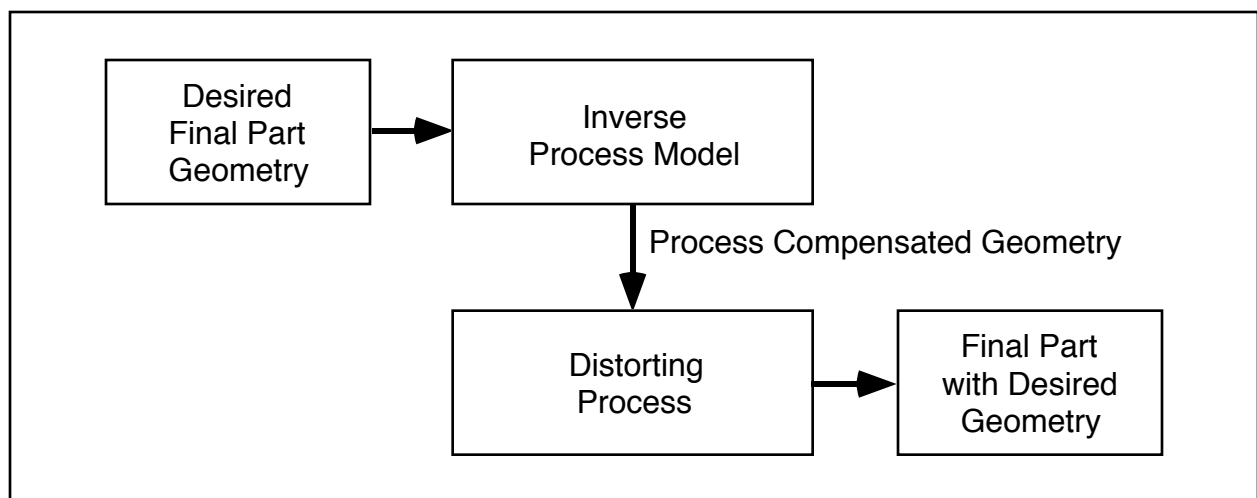 Desired
Final Part
Geometry
Inverse
Process Model
Process Compensated Geometry
Distorting
Process
Final Part
with Desired
Geometry